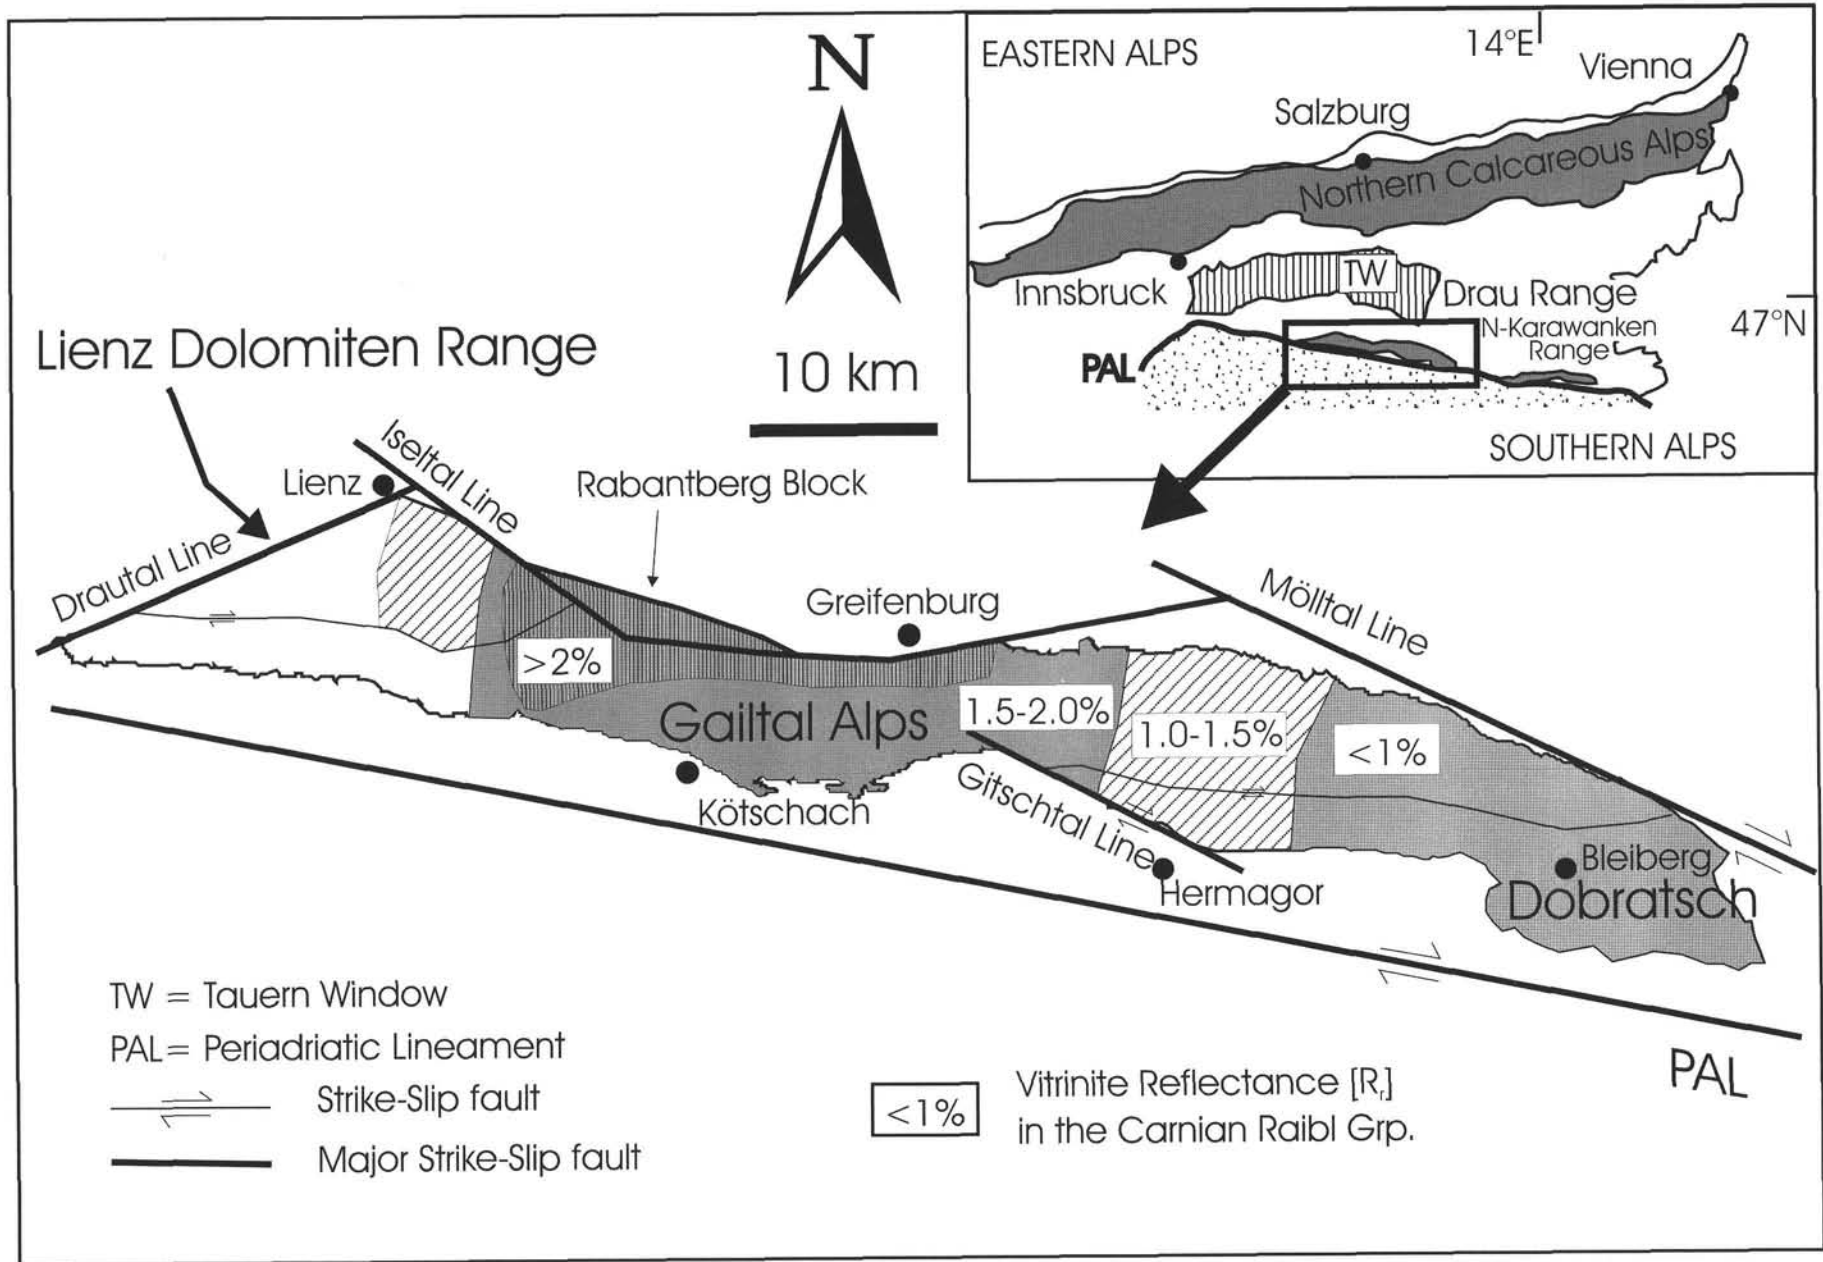 EASTERN ALPS
14°E
Vienna
Salzburg
Northern Calcareous Alps
Innsbruck
TW
Drau Range
N-Karawanken
Range
47°N
PAL
SOUTHERN ALPS
N
10 km
Lienz Dolomiten Range
Lienz
Iseltal Line
Drautal Line
Rabantberg Block
Greifenburg
Mölltal Line
>2%
Gailtal Alps
1.5-2.0%
1.0-1.5%
<1%
Kötschach
Gitschtal Line
Hermagor
Bleiberg
Dobratsch
PAL
TW = Tauern Window
PAL= Periadriatic Lineament
Strike-Slip fault
Major Strike-Slip fault
<1%
Vitrinite Reflectance [Rr]
in the Carnian Raibl Grp.